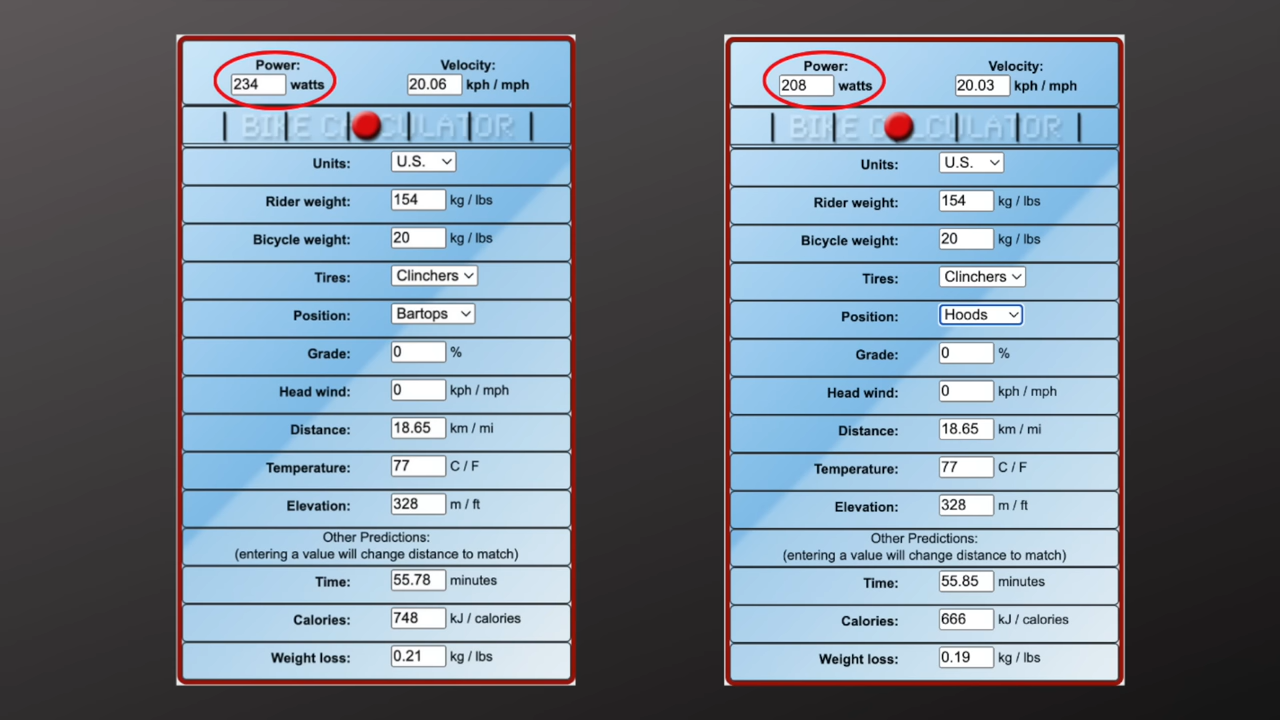 Power: Velocity:
234 watts 20.06 kph / mph
BIKE CALCULATOR
Units: U.S.
Rider weight: 154 kg / lbs
Bicycle weight: 20 kg / lbs
Tires: Clinchers
Position: Bartops
Grade: 0 %
Head wind: 0 kph / mph
Distance: 18.65 km / mi
Temperature: 77 C / F
Elevation: 328 m / ft
Other Predictions:
(entering a value will change distance to match)
Time: 55.78 minutes
Calories: 748 kJ / calories
Weight loss: 0.21 kg / lbs
Power: Velocity:
208 watts 20.03 kph / mph
BIKE CALCULATOR
Units: U.S.
Rider weight: 154 kg / lbs
Bicycle weight: 20 kg / lbs
Tires: Clinchers
Position: Hoods
Grade: 0 %
Head wind: 0 kph / mph
Distance: 18.65 km / mi
Temperature: 77 C / F
Elevation: 328 m / ft
Other Predictions:
(entering a value will change distance to match)
Time: 55.85 minutes
Calories: 666 kJ / calories
Weight loss: 0.19 kg / lbs